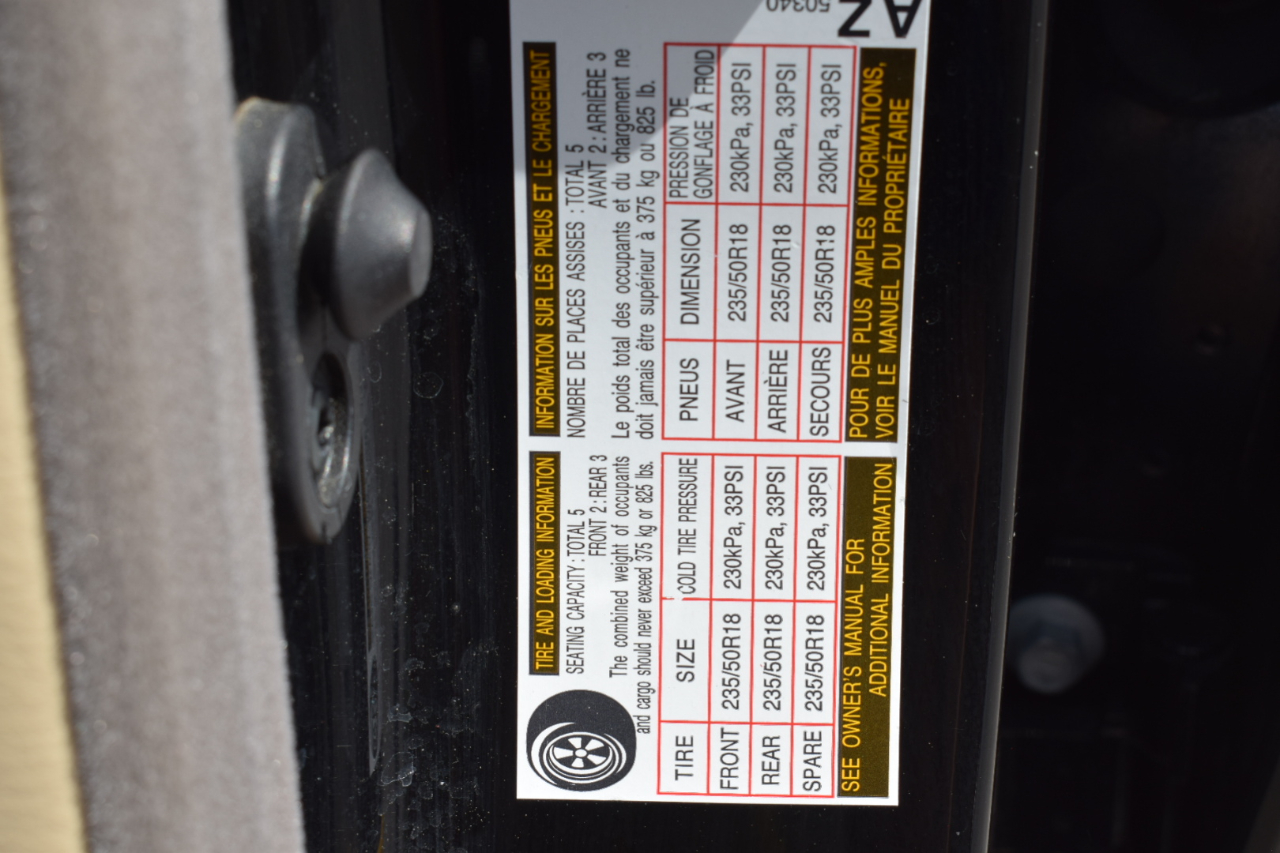 TIRE AND LOADING INFORMATION
SEATING CAPACITY : TOTAL 5
FRONT 2 : REAR 3
The combined weight of occupants
and cargo should never exceed 375 kg or 825 lbs.
TIRE SIZE COLD TIRE PRESSURE
FRONT 235/50R18 230kPa, 33PSI
REAR 235/50R18 230kPa, 33PSI
SPARE 235/50R18 230kPa, 33PSI
SEE OWNER'S MANUAL FOR
ADDITIONAL INFORMATION
INFORMATION SUR LES PNEUS ET LE CHARGEMENT
NOMBRE DE PLACES ASSISES : TOTAL 5
AVANT 2 : ARRIÈRE 3
Le poids total des occupants et du chargement ne
doit jamais être supérieur à 375 kg ou 825 lb.
PNEUS DIMENSION PRESSION DE
GONFLAGE À FROID
AVANT 235/50R18 230kPa, 33PSI
ARRIÈRE 235/50R18 230kPa, 33PSI
SECOURS 235/50R18 230kPa, 33PSI
POUR DE PLUS AMPLES INFORMATIONS,
VOIR LE MANUEL DU PROPRIÉTAIRE
50340
AZ